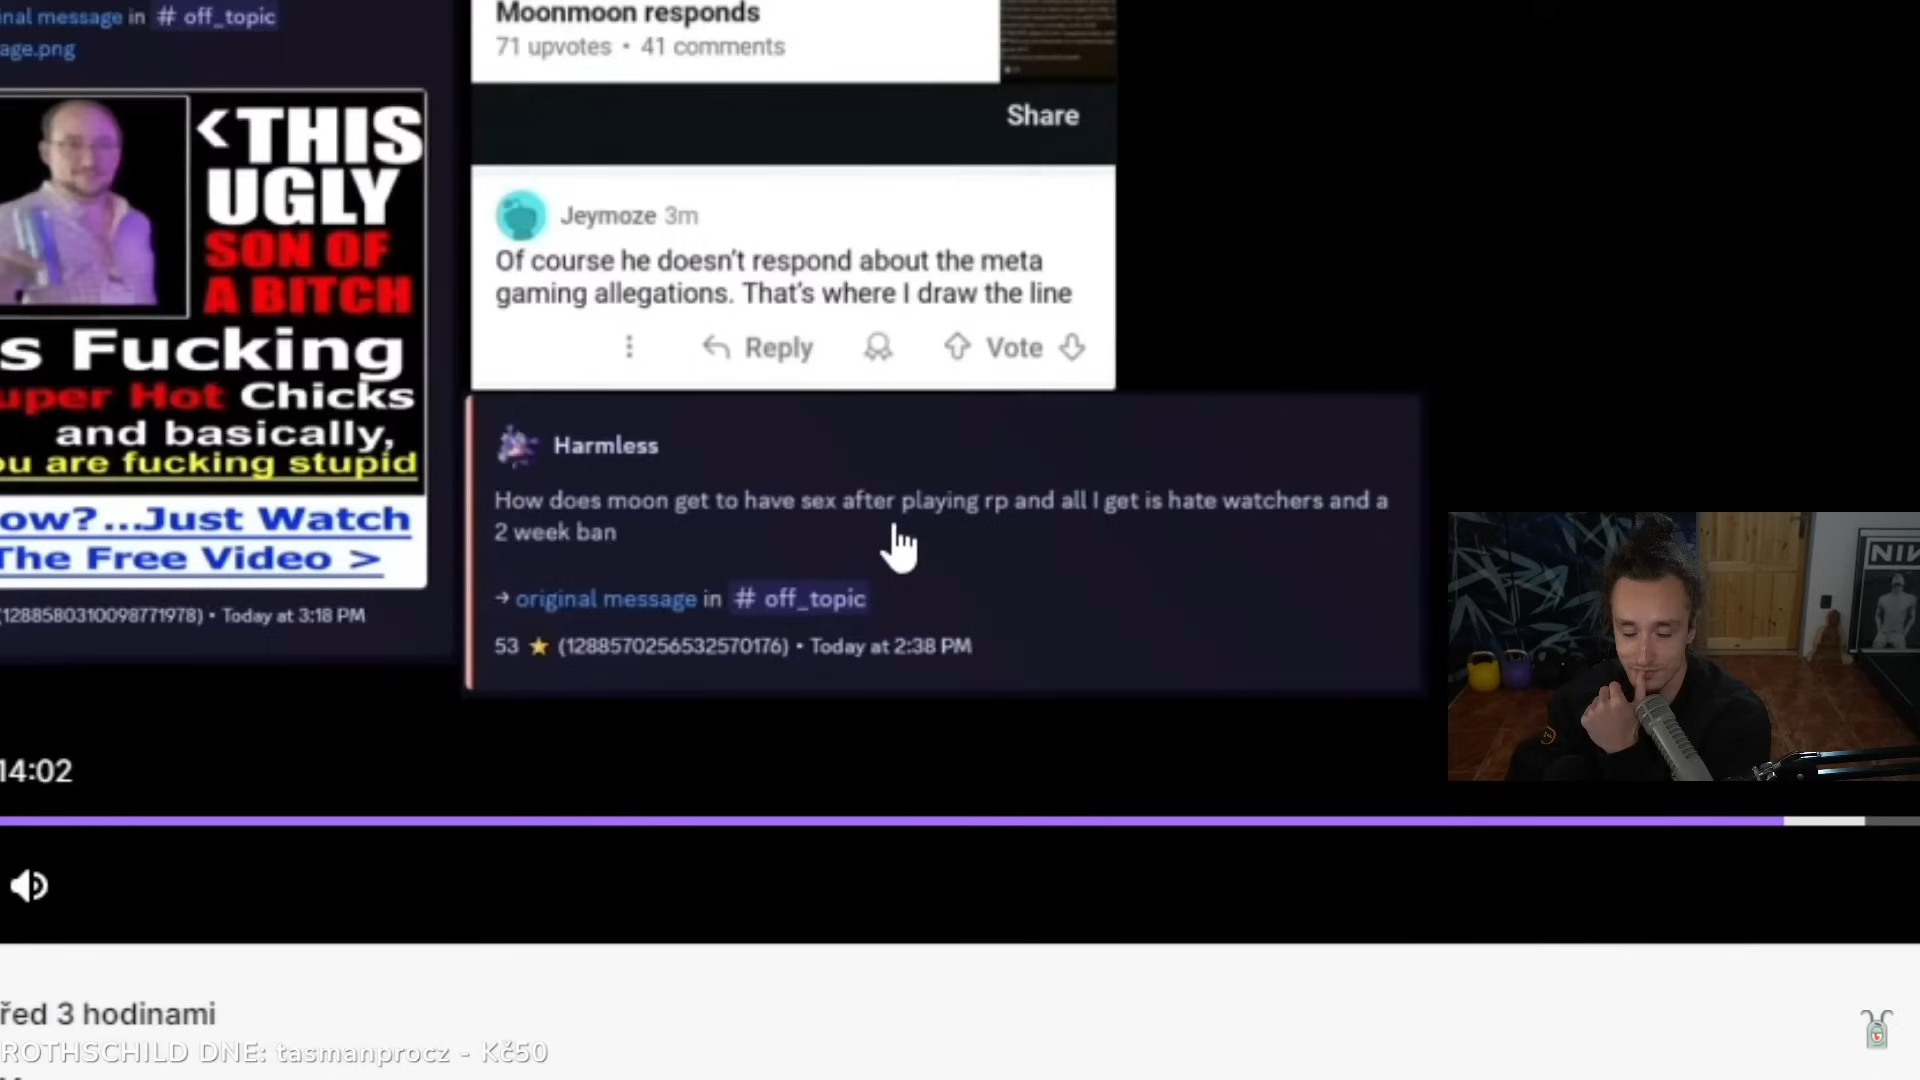 nal message in # off_topic
age.png
<THIS
UGLY
SON OF
A BITCH
s Fucking
uper Hot Chicks
and basically,
ou are fucking stupid
ow?...Just Watch
The Free Video >
(1288580310098771978) • Today at 3:18 PM
Moonmoon responds
71 upvotes • 41 comments
Share
Jeymoze 3m
Of course he doesn't respond about the meta
gaming allegations. That's where I draw the line
Reply
Vote
Harmless
How does moon get to have sex after playing rp and all I get is hate watchers and a
2 week ban
→ original message in # off_topic
53 ★ (1288570256532570176) • Today at 2:38 PM
NIN
14:02
řed 3 hodinami
ROTHSCHILD DNE: tasmanprocz - Kč50